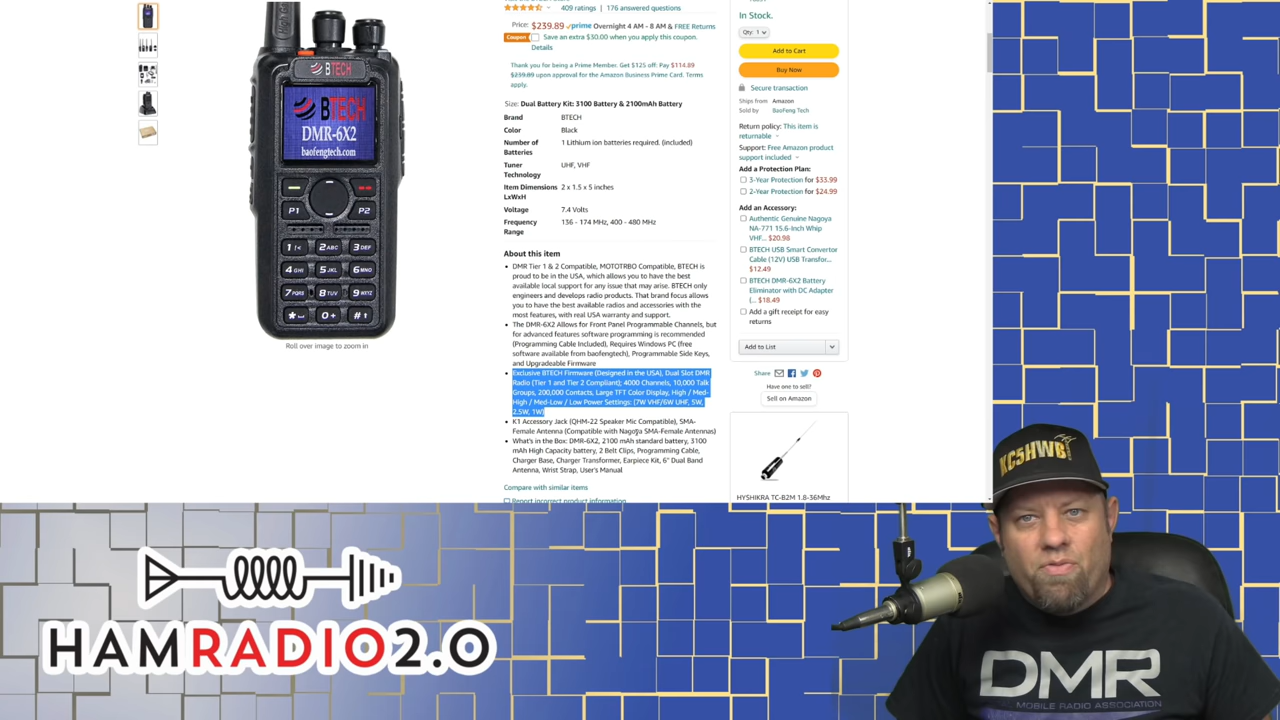 409 ratings | 176 answered questions
Price: $239.89 prime Overnight 4 AM - 8 AM & FREE Returns
Coupon Save an extra $30.00 when you apply this coupon.
Details
Thank you for being a Prime Member. Get $125 off: Pay $114.89
$239.89 upon approval for the Amazon Business Prime Card. Terms
apply.
Size: Dual Battery Kit: 3100 Battery & 2100mAh Battery
Brand BTECH
Color Black
Number of 1 Lithium ion batteries required. (included)
Batteries
Tuner UHF, VHF
Technology
Item Dimensions 2 x 1.5 x 5 inches
LxWxH
Voltage 7.4 Volts
Frequency 136 - 174 MHz, 400 - 480 MHz
Range
About this item
DMR Tier 1 & 2 Compatible, MOTOTRBO Compatible, BTECH is
proud to be in the USA, which allows you to have the best
available local support for any issue that may arise. BTECH only
engineers and develops radio products. That brand focus allows
you to have the best available radios and accessories with the
most features, with real USA warranty and support.
The DMR-6X2 Allows for Front Panel Programmable Channels, but
for advanced features software programming is recommended
(Programming Cable Included), Requires Windows PC (free
software available from baofengtech), Programmable Side Keys,
and Upgradeable Firmware
Exclusive BTECH Firmware (Designed in the USA), Dual Slot DMR
Radio (Tier 1 and Tier 2 Compliant); 4000 Channels, 10,000 Talk
Groups, 200,000 Contacts, Large TFT Color Display, High / Med-
High / Med-Low / Low Power Settings: (7W VHF/6W UHF, 5W,
2.5W, 1W)
K1 Accessory Jack (QHM-22 Speaker Mic Compatible), SMA-
Female Antenna (Compatible with Nagoya SMA-Female Antennas)
What's in the Box: DMR-6X2, 2100 mAh standard battery, 3100
mAh High Capacity battery, 2 Belt Clips, Programming Cable,
Charger Base, Charger Transformer, Earpiece Kit, 6" Dual Band
Antenna, Wrist Strap, User's Manual
Compare with similar items
Report incorrect product information
In Stock.
Qty: 1
Add to Cart
Buy Now
Secure transaction
Ships from Amazon
Sold by BaoFeng Tech
Return policy: This item is
returnable
Support: Free Amazon product
support included
Add a Protection Plan:
3-Year Protection for $33.99
2-Year Protection for $24.99
Add an Accessory:
Authentic Genuine Nagoya
NA-771 15.6-Inch Whip
VHF... $20.98
BTECH USB Smart Convertor
Cable (12V) USB Transfor...
$12.49
BTECH DMR-6X2 Battery
Eliminator with DC Adapter
(... $18.49
Add a gift receipt for easy
returns
Add to List
Share
Have one to sell?
Sell on Amazon
HYSHIKRA TC-B2M 1.8-36Mhz
BTECH
BTECH
DMR-6X2
baofengtech.com
P1 P2
1 2ABC 3DEF
4GHI 5JKL 6MNO
7PQRS 8TUV 9WXYZ
* 0+ #
Roll over image to zoom in
HAMRADIO2.0
KC5HWB
DMR
MOBILE RADIO ASSOCIATION